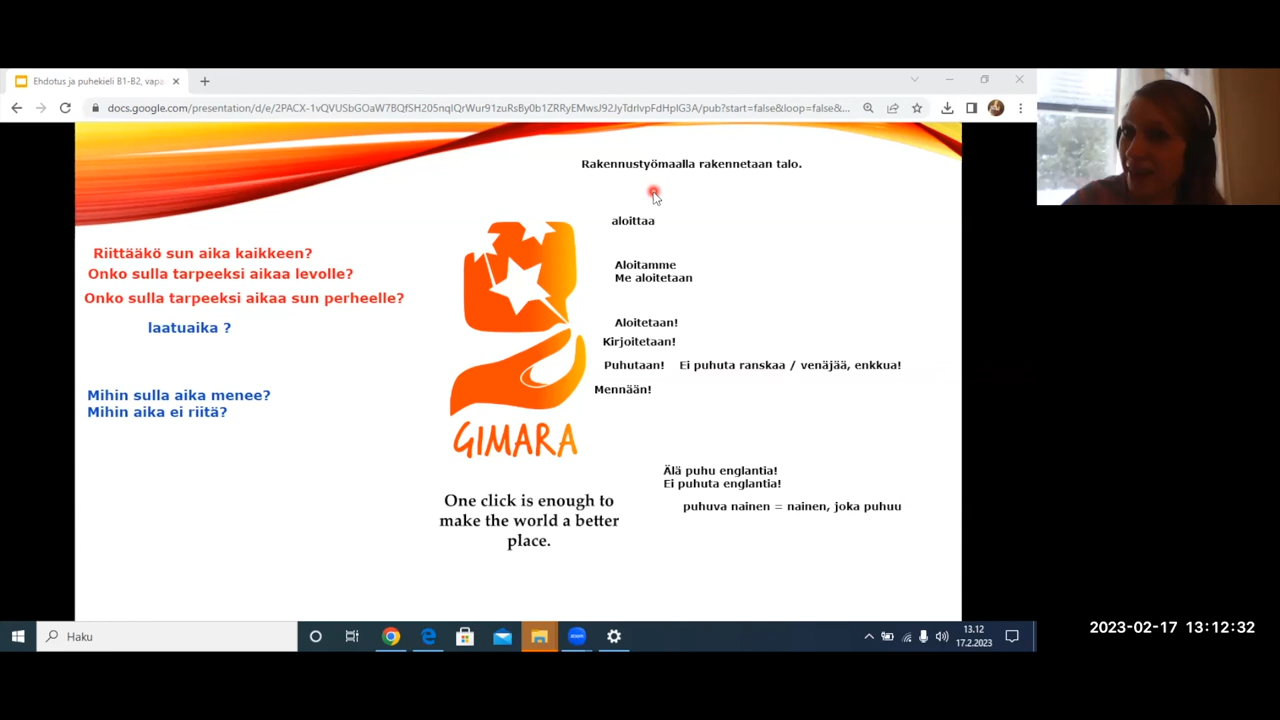 Ehdotus ja puhekieli B1-B2, vapa
docs.google.com/presentation/d/e/2PACX-1vQVUSbGOaW7BQfSH205nqIQrWur91zuRsBy0b1ZRRyEMwsJ92JyTdrlvpFdHpIG3A/pub?start=false&loop=false&...
Rakennustyömaalla rakennetaan talo.
aloittaa
Riittääkö sun aika kaikkeen?
Onko sulla tarpeeksi aikaa levolle?
Onko sulla tarpeeksi aikaa sun perheelle?
laatuaika ?
Mihin sulla aika menee?
Mihin aika ei riitä?
Aloitamme
Me aloitetaan
Aloitetaan!
Kirjoitetaan!
Puhutaan! Ei puhuta ranskaa / venäjää, enkkua!
Mennään!
GIMARA
One click is enough to
make the world a better
place.
Älä puhu englantia!
Ei puhuta englantia!
puhuva nainen = nainen, joka puhuu
Haku
zoom
13.12
17.2.2023
2023-02-17 13:12:32